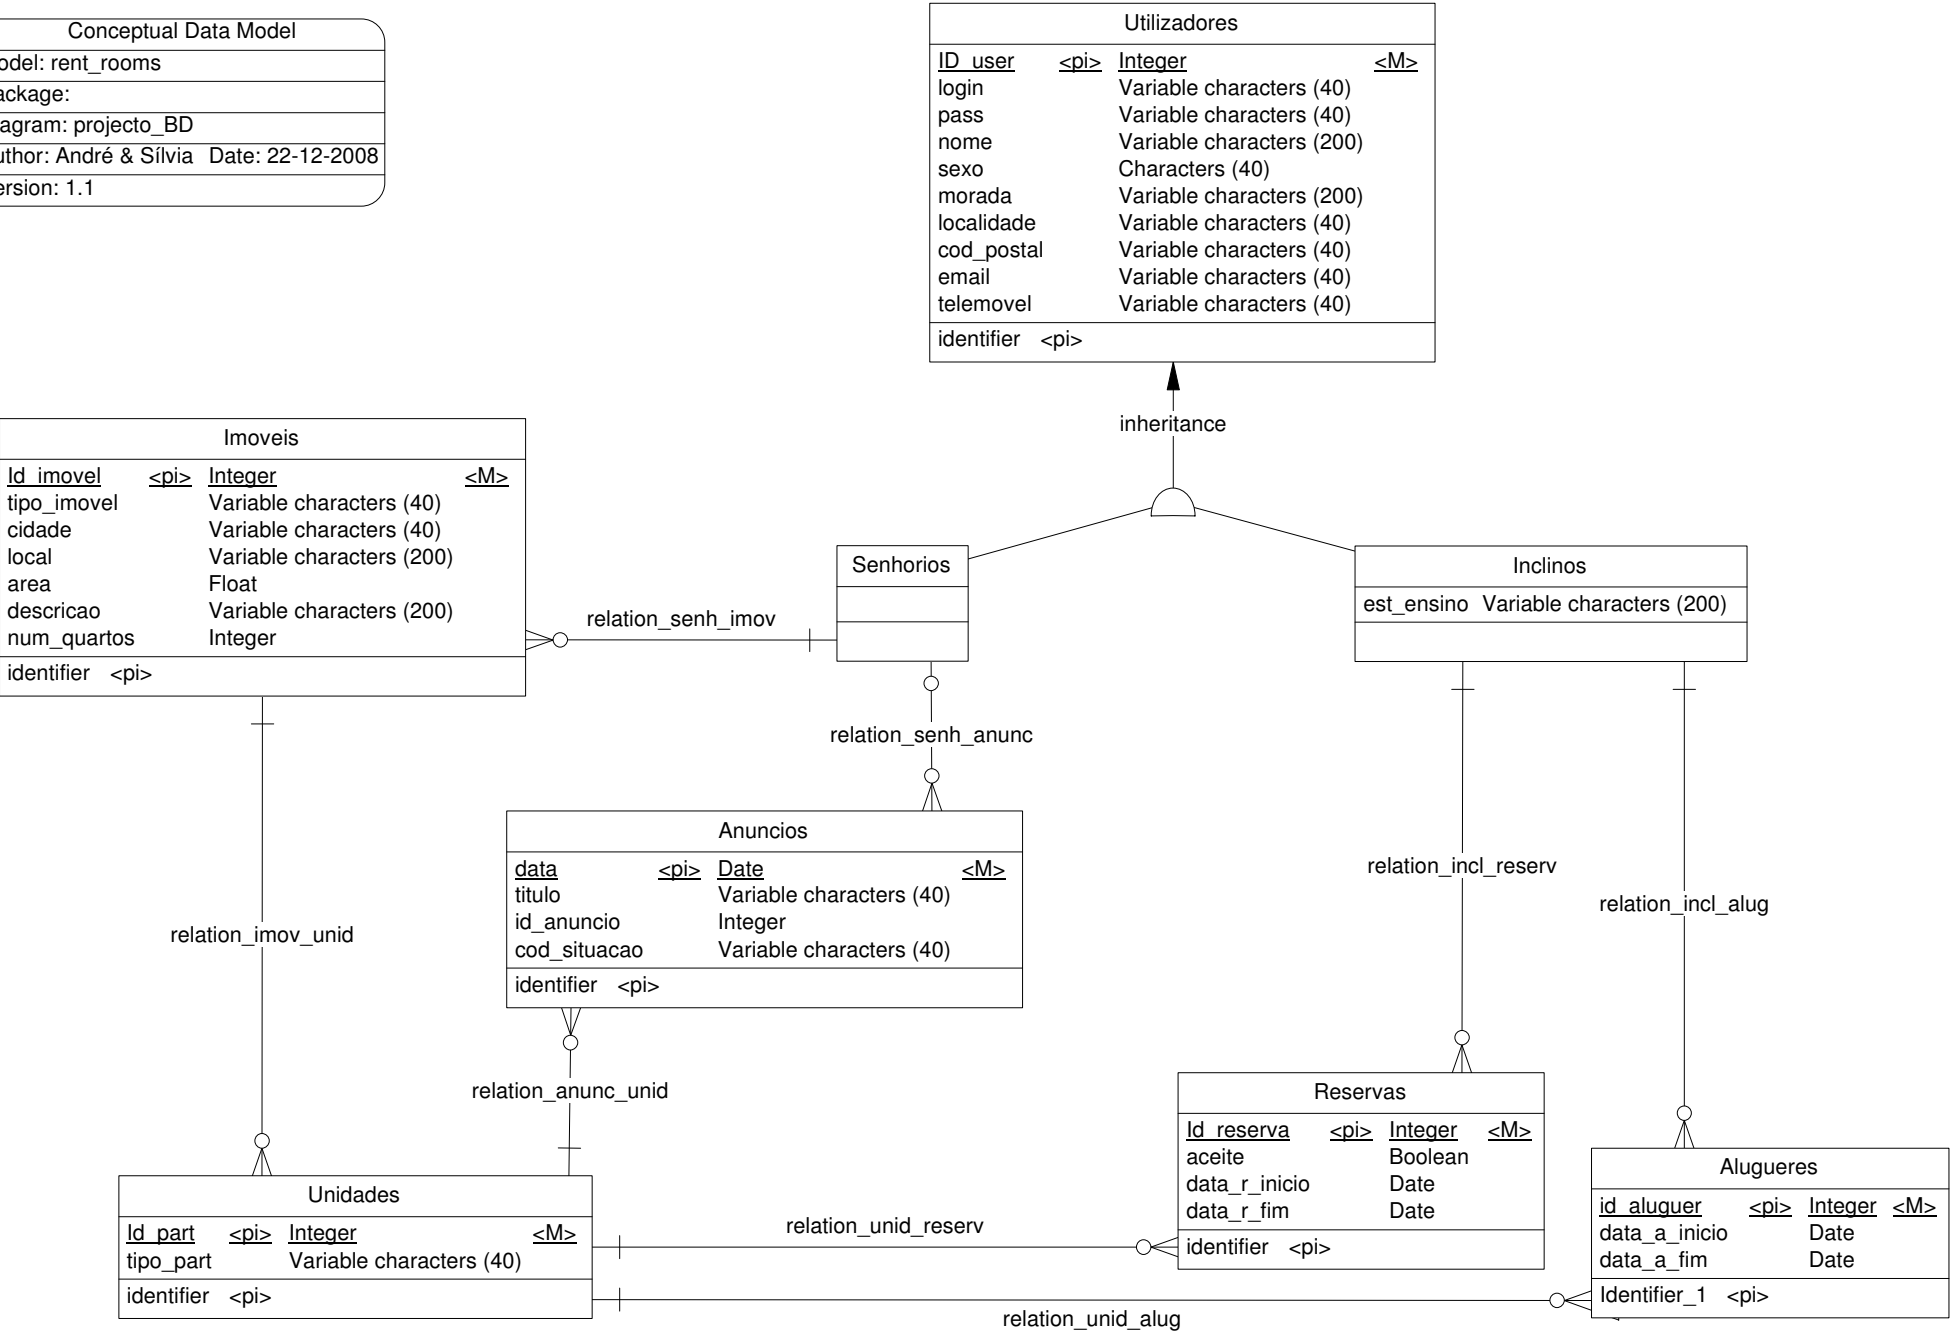 Conceptual Data Model
odel: rent_rooms
ackage:
agram: projecto_BD
uthor: André & Sílvia Date: 22-12-2008
ersion: 1.1
Utilizadores
ID_user <pi> Integer <M>
login Variable characters (40)
pass Variable characters (40)
nome Variable characters (200)
sexo Characters (40)
morada Variable characters (200)
localidade Variable characters (40)
cod_postal Variable characters (40)
email Variable characters (40)
telemovel Variable characters (40)
identifier <pi>
inheritance
Imoveis
Id_imovel <pi> Integer <M>
tipo_imovel Variable characters (40)
cidade Variable characters (40)
local Variable characters (200)
area Float
descricao Variable characters (200)
num_quartos Integer
identifier <pi>
relation_senh_imov
Senhorios
Inclinos
est_ensino Variable characters (200)
relation_senh_anunc
Anuncios
data <pi> Date <M>
titulo Variable characters (40)
id_anuncio Integer
cod_situacao Variable characters (40)
identifier <pi>
relation_incl_reserv
relation_incl_alug
relation_imov_unid
relation_anunc_unid
Reservas
Id_reserva <pi> Integer <M>
aceite Boolean
data_r_inicio Date
data_r_fim Date
identifier <pi>
Alugueres
id_aluguer <pi> Integer <M>
data_a_inicio Date
data_a_fim Date
Identifier_1 <pi>
Unidades
Id_part <pi> Integer <M>
tipo_part Variable characters (40)
identifier <pi>
relation_unid_reserv
relation_unid_alug